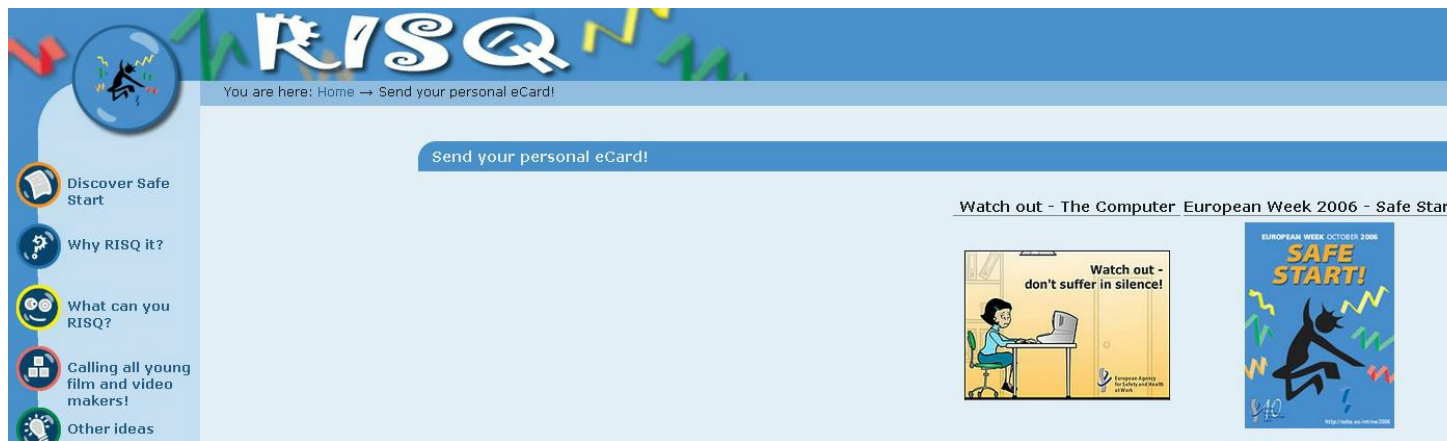 RISQ
You are here: Home → Send your personal eCard!
Send your personal eCard!
Discover Safe
Start
Why RISQ it?
What can you
RISQ?
Calling all young
film and video
makers!
Other ideas
Watch out - The Computer
Watch out -
don't suffer in silence!
European Agency
for Safety and Health
at Work
European Week 2006 - Safe Star
EUROPEAN WEEK OCTOBER 2006
SAFE
START!
10